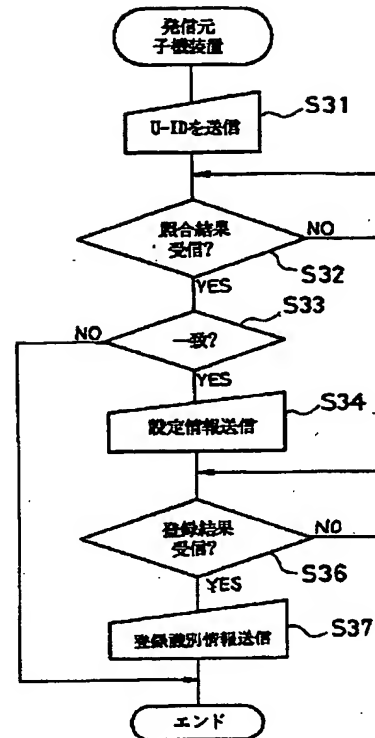 発信元
子機装置
U-IDを送信
S31
照合結果
受信?
NO
S32
YES
S33
NO
一致?
YES
設定情報送信
S34
登録結果
受信?
NO
S36
YES
登録識別情報送信
S37
エンド